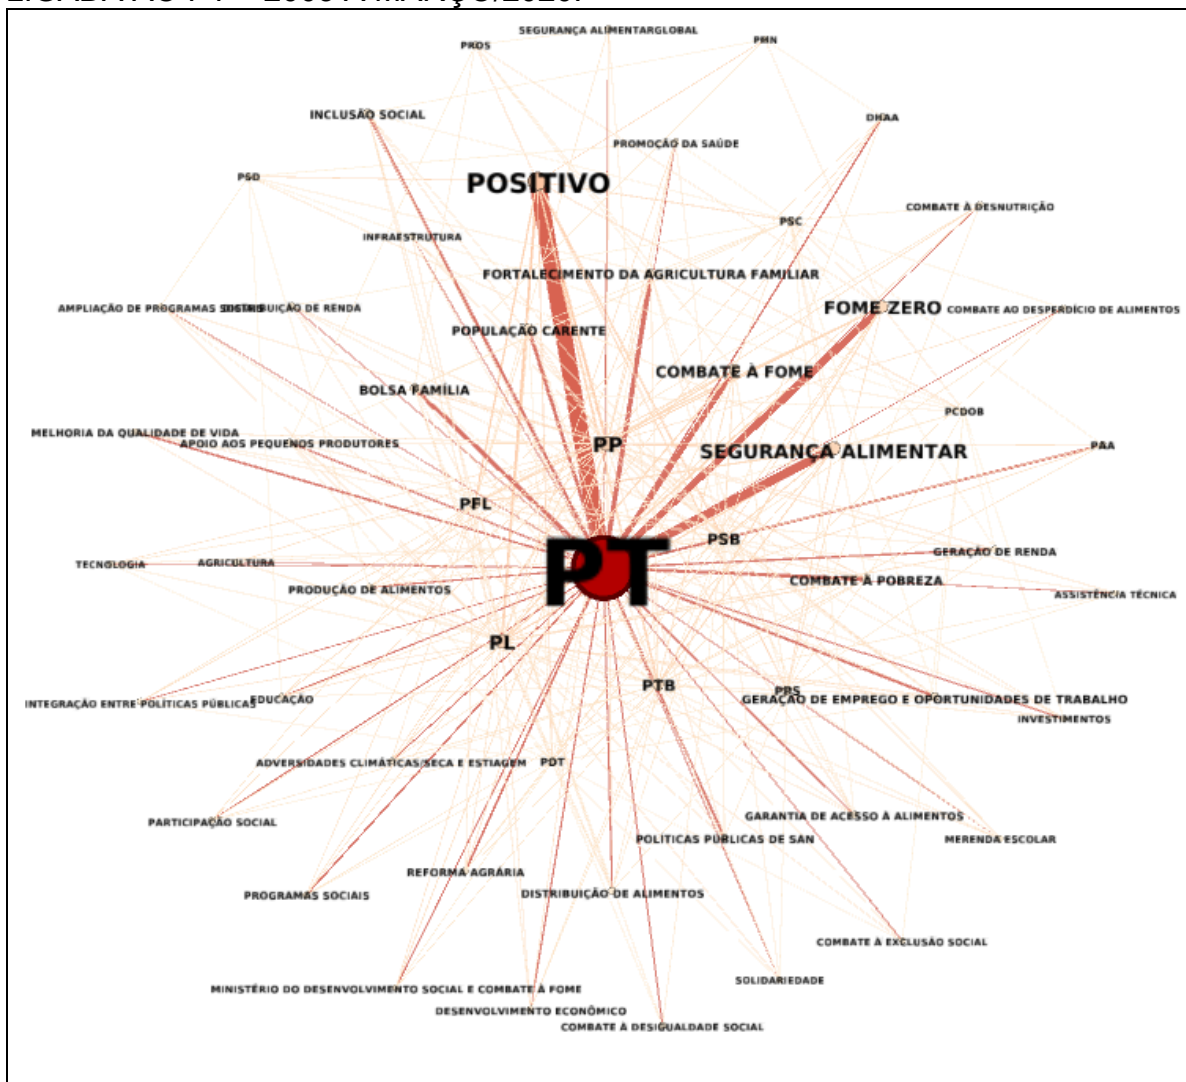 SEGURANÇA ALIMENTARGLOBAL
PROS
PMN
INCLUSÃO SOCIAL
DHAA
PROMOÇÃO DA SAÚDE
PSD
POSITIVO
COMBATE À DESNUTRIÇÃO
PSC
INFRAESTRUTURA
FORTALECIMENTO DA AGRICULTURA FAMILIAR
AMPLIAÇÃO DE PROGRAMAS SOCIAIS
DISTRIBUIÇÃO DE RENDA
FOME ZERO
COMBATE AO DESPERDÍCIO DE ALIMENTOS
POPULAÇÃO CARENTE
COMBATE À FOME
BOLSA FAMÍLIA
PCDOB
MELHORIA DA QUALIDADE DE VIDA
APOIO AOS PEQUENOS PRODUTORES
PP
SEGURANÇA ALIMENTAR
PAA
PFL
PSB
GERAÇÃO DE RENDA
TECNOLOGIA
AGRICULTURA
PT
COMBATE À POBREZA
PRODUÇÃO DE ALIMENTOS
ASSISTÊNCIA TÉCNICA
PL
PTB
PPS
INTEGRAÇÃO ENTRE POLÍTICAS PÚBLICAS
EDUCAÇÃO
GERAÇÃO DE EMPREGO E OPORTUNIDADES DE TRABALHO
INVESTIMENTOS
ADVERSIDADES CLIMÁTICAS/SECA E ESTIAGEM
PDT
PARTICIPAÇÃO SOCIAL
GARANTIA DE ACESSO À ALIMENTOS
POLÍTICAS PÚBLICAS DE SAN
MERENDA ESCOLAR
REFORMA AGRÁRIA
PROGRAMAS SOCIAIS
DISTRIBUIÇÃO DE ALIMENTOS
COMBATE À EXCLUSÃO SOCIAL
SOLIDARIEDADE
MINISTÉRIO DO DESENVOLVIMENTO SOCIAL E COMBATE À FOME
DESENVOLVIMENTO ECONÔMICO
COMBATE À DESIGUALDADE SOCIAL